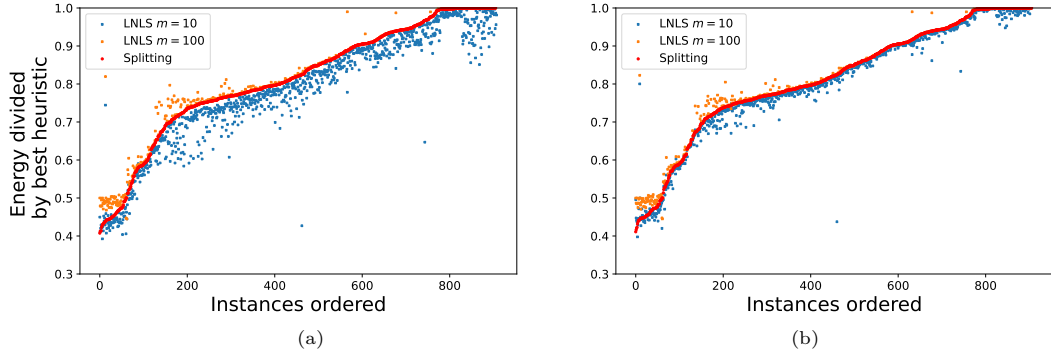 1.0
0.9
0.8
0.7
0.6
0.5
0.4
0.3
Energy divided
by best heuristic
LNLS m = 10
LNLS m = 100
Splitting
0 200 400 600 800
Instances ordered
(a)
1.0
0.9
0.8
0.7
0.6
0.5
0.4
0.3
LNLS m = 10
LNLS m = 100
Splitting
0 200 400 600 800
Instances ordered
(b)